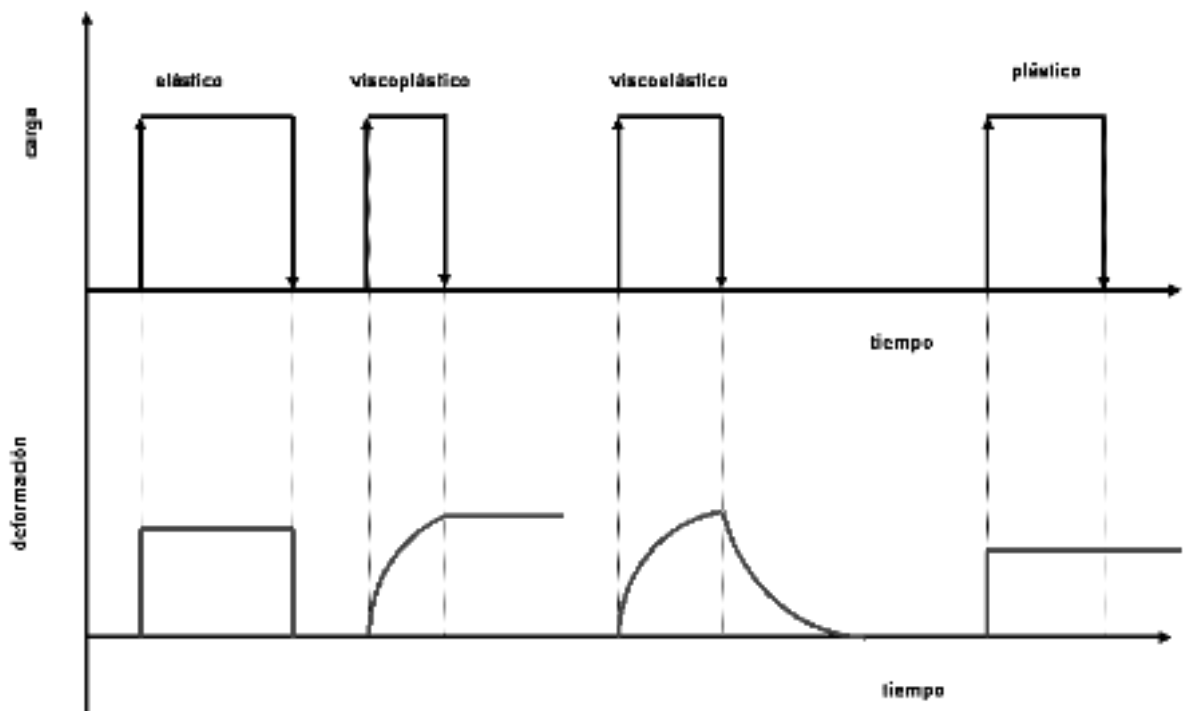 elástico
viscoplástico
viscoelástico
plástico
carga
tiempo
deformación
tiempo